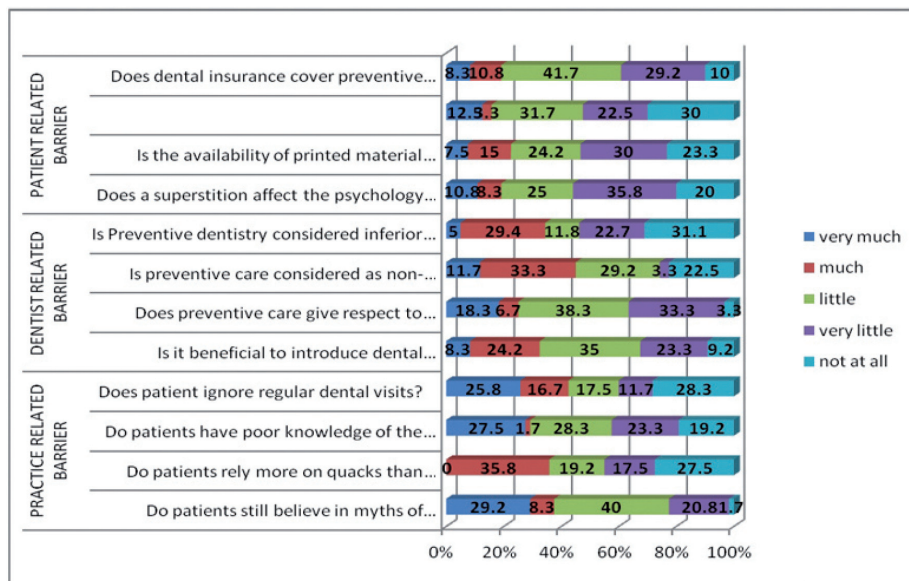 PATIENT RELATED
BARRIER
Does dental insurance cover preventive...
8.3 10.8 41.7 29.2 10
12.5 3.3 31.7 22.5 30
Is the availability of printed material...
7.5 15 24.2 30 23.3
Does a superstition affect the psychology...
10.8 8.3 25 35.8 20
DENTIST RELATED
BARRIER
Is Preventive dentistry considered inferior...
5 29.4 11.8 22.7 31.1
Is preventive care considered as non-...
11.7 33.3 29.2 3.3 22.5
Does preventive care give respect to...
18.3 6.7 38.3 33.3 3.3
Is it beneficial to introduce dental...
8.3 24.2 35 23.3 9.2
PRACTICE RELATED
BARRIER
Does patient ignore regular dental visits?
25.8 16.7 17.5 11.7 28.3
Do patients have poor knowledge of the...
27.5 1.7 28.3 23.3 19.2
Do patients rely more on quacks than...
0 35.8 19.2 17.5 27.5
Do patients still believe in myths of...
29.2 8.3 40 20.8 1.7
0% 20% 40% 60% 80% 100%
very much
much
little
very little
not at all